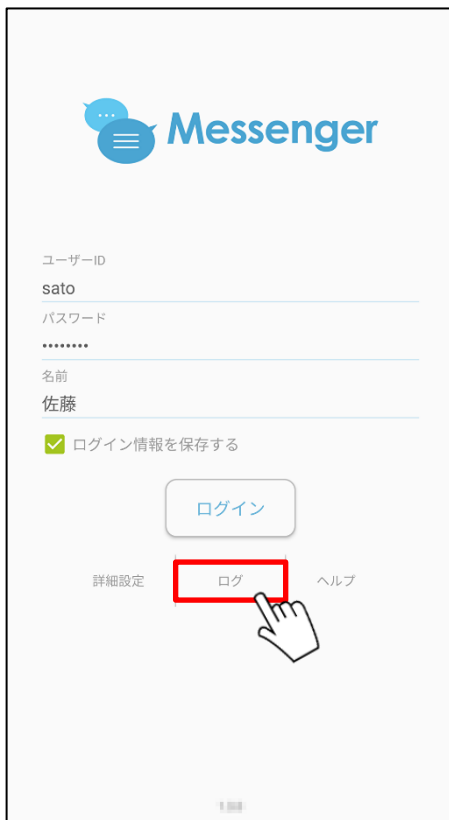 Messenger
ユーザーID
sato
パスワード
••••••••
名前
佐藤
ログイン情報を保存する
ログイン
詳細設定 ログ ヘルプ